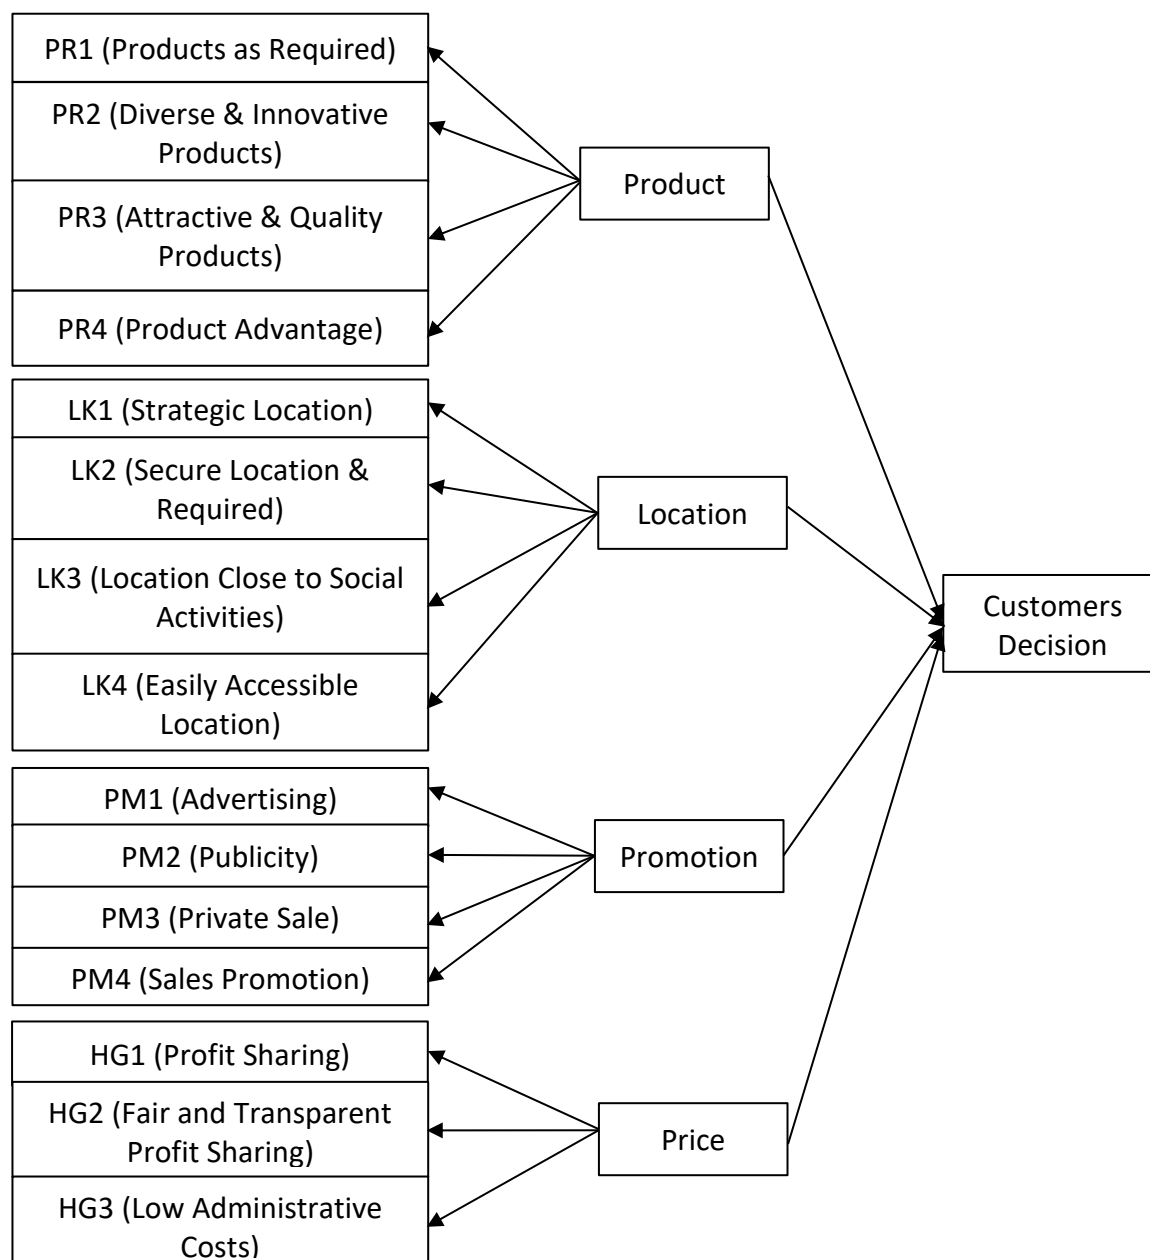 PR1 (Products as Required)
PR2 (Diverse & Innovative
Products)
PR3 (Attractive & Quality
Products)
PR4 (Product Advantage)
Product
LK1 (Strategic Location)
LK2 (Secure Location &
Required)
LK3 (Location Close to Social
Activities)
LK4 (Easily Accessible
Location)
Location
Customers
Decision
PM1 (Advertising)
PM2 (Publicity)
PM3 (Private Sale)
PM4 (Sales Promotion)
Promotion
HG1 (Profit Sharing)
HG2 (Fair and Transparent
Profit Sharing)
HG3 (Low Administrative
Costs)
Price